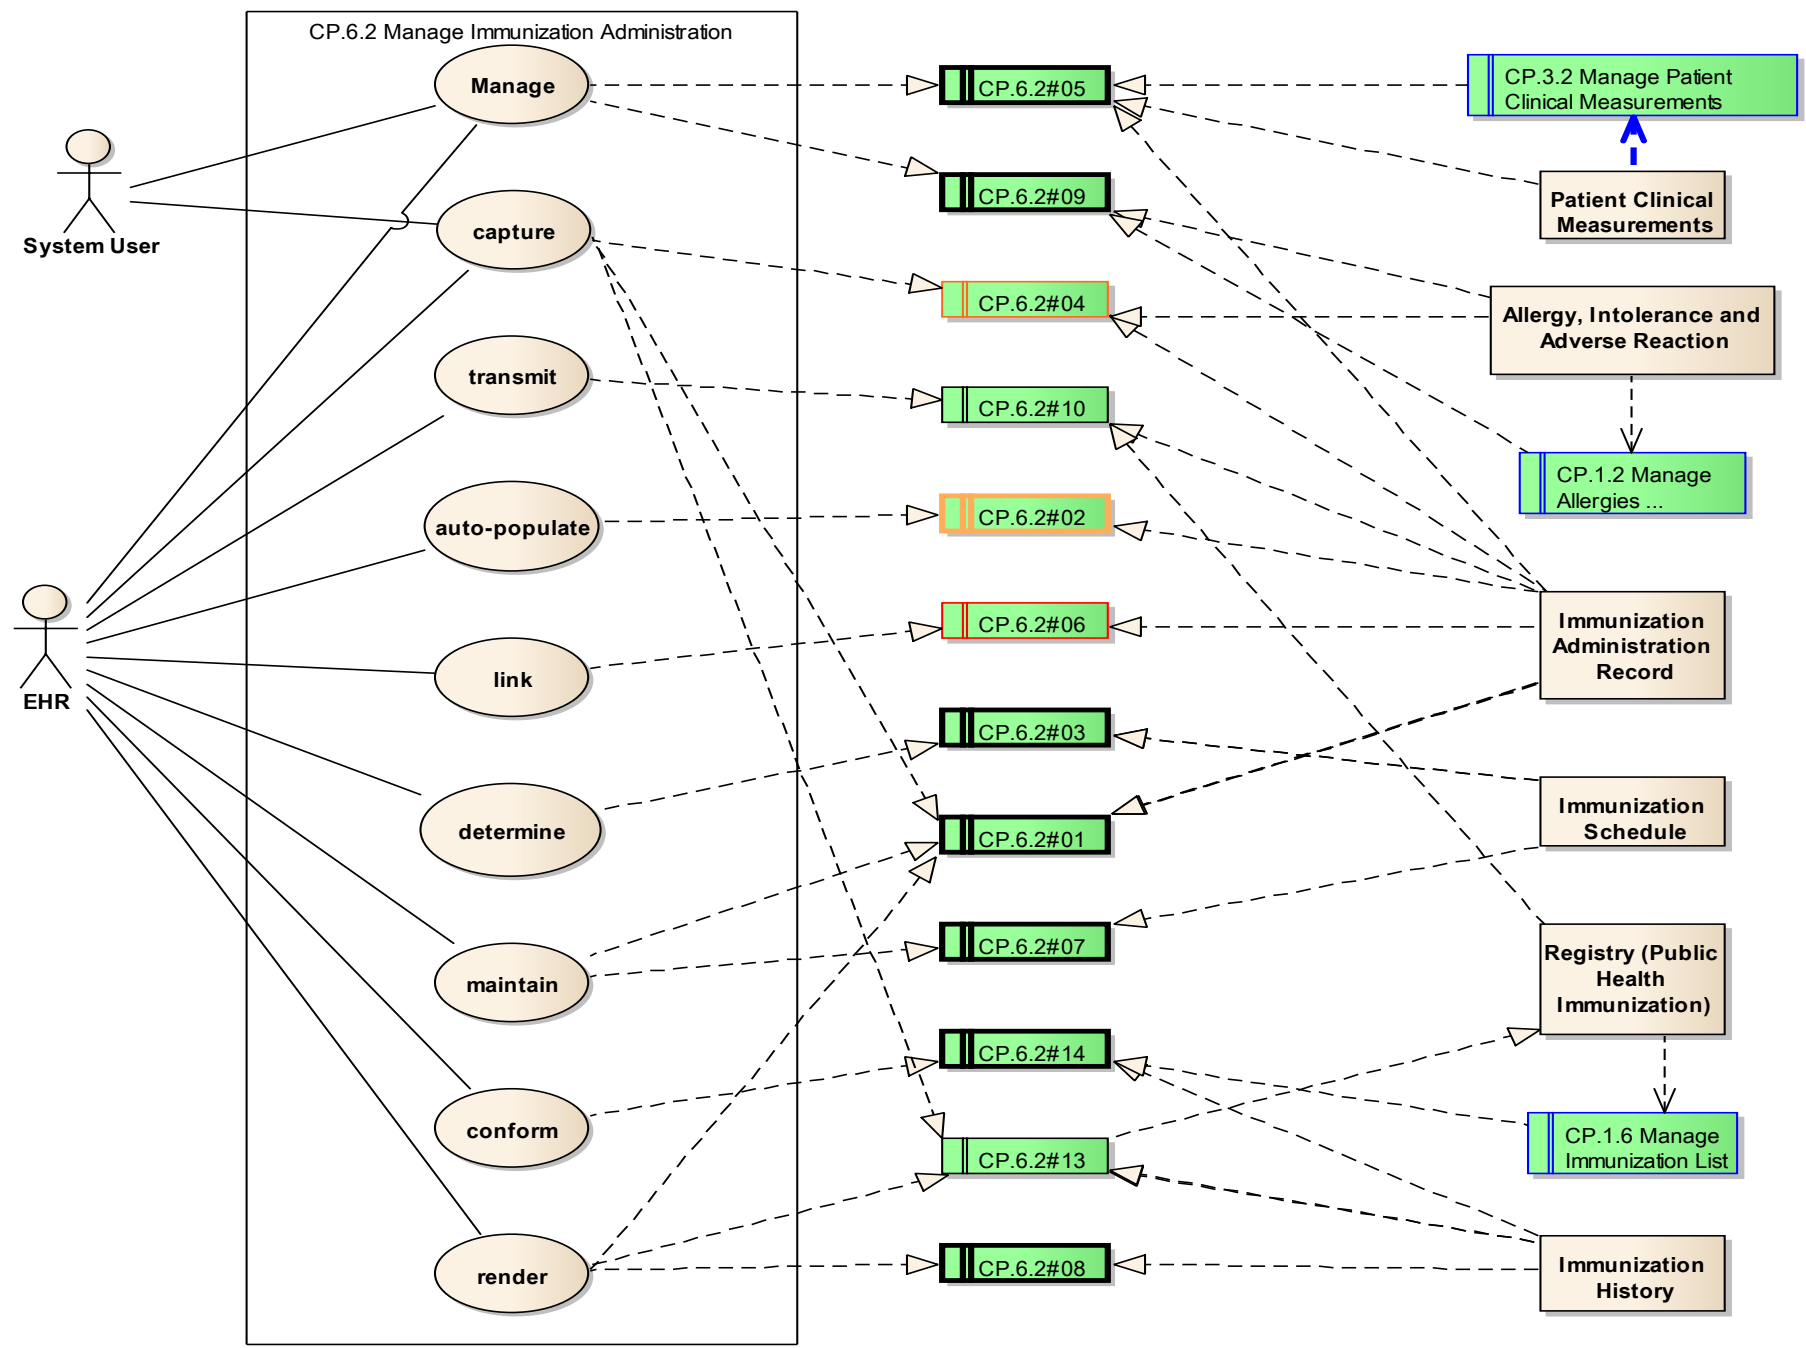 CP.6.2 Manage Immunization Administration
System User
EHR
Manage
capture
transmit
auto-populate
link
determine
maintain
conform
render
CP.6.2#05
CP.6.2#09
CP.6.2#04
CP.6.2#10
CP.6.2#02
CP.6.2#06
CP.6.2#03
CP.6.2#01
CP.6.2#07
CP.6.2#14
CP.6.2#13
CP.6.2#08
CP.3.2 Manage Patient
Clinical Measurements
Patient Clinical
Measurements
Allergy, Intolerance and
Adverse Reaction
CP.1.2 Manage
Allergies ...
Immunization
Administration
Record
Immunization
Schedule
Registry (Public
Health
Immunization)
CP.1.6 Manage
Immunization List
Immunization
History